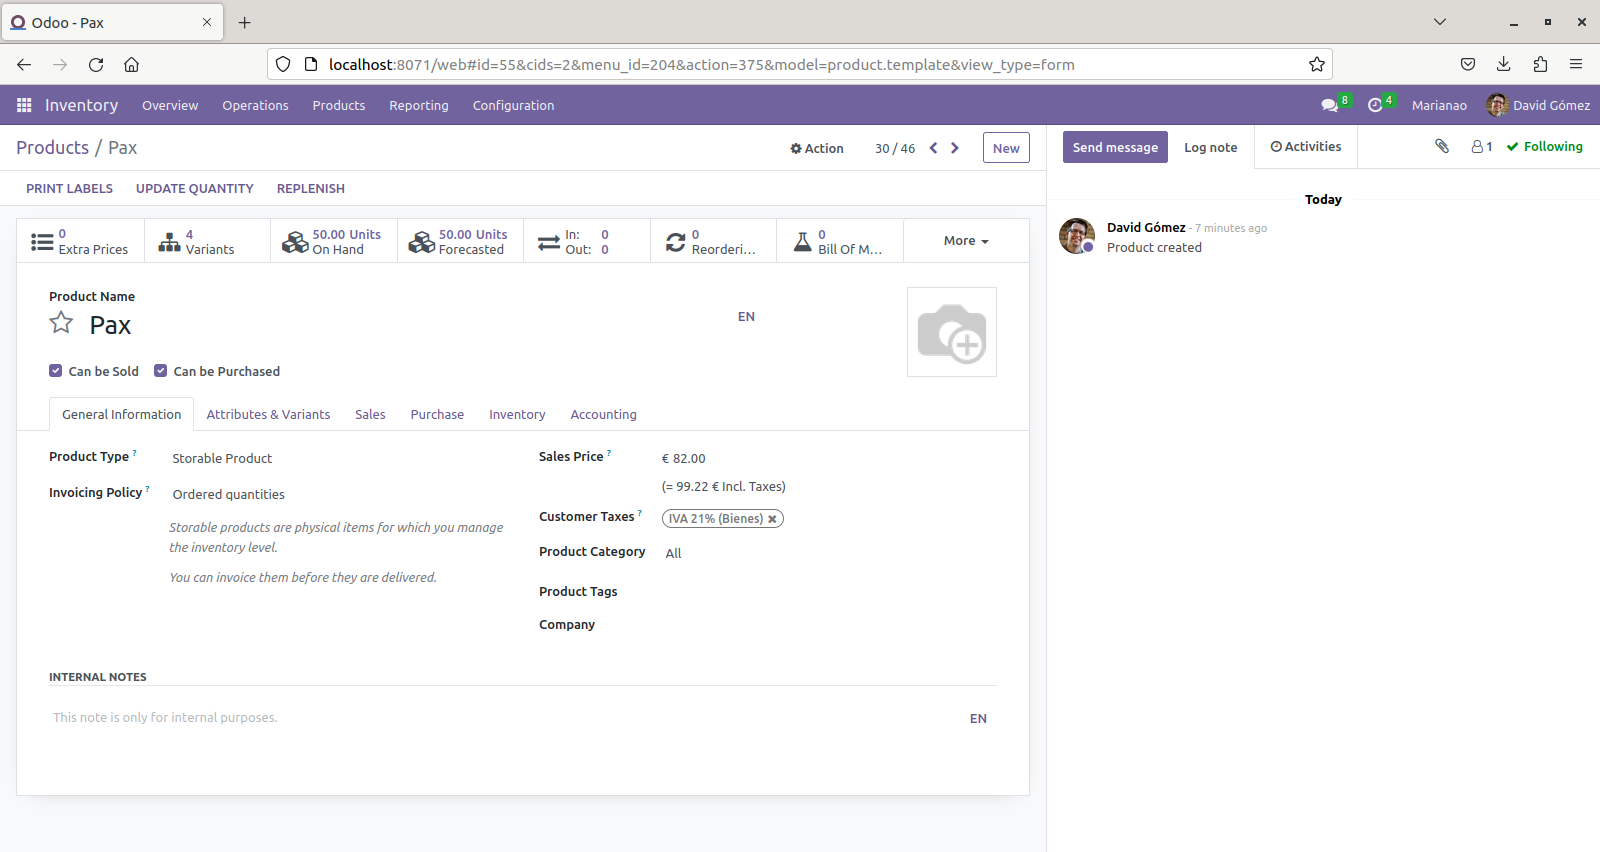 Odoo - Pax
localhost:8071/web#id=55&cids=2&menu_id=204&action=375&model=product.template&view_type=form
Inventory Overview Operations Products Reporting Configuration 8 4 Marianao David Gómez
Products / Pax Action 30 / 46 New
Send message Log note Activities 1 Following
PRINT LABELS UPDATE QUANTITY REPLENISH
Today
0 Extra Prices
4 Variants
50.00 Units On Hand
50.00 Units Forecasted
In: 0
Out: 0
0 Reorderi...
0 Bill Of M...
More
David Gómez - 7 minutes ago
Product created
Product Name
Pax EN
Can be Sold Can be Purchased
General Information Attributes & Variants Sales Purchase Inventory Accounting
Product Type ? Storable Product
Invoicing Policy ? Ordered quantities
Storable products are physical items for which you manage
the inventory level.
You can invoice them before they are delivered.
Sales Price ? € 82.00
(= 99.22 € Incl. Taxes)
Customer Taxes ? IVA 21% (Bienes)
Product Category All
Product Tags
Company
INTERNAL NOTES
This note is only for internal purposes. EN